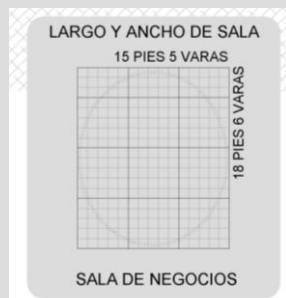 LARGO Y ANCHO DE SALA
15 PIES 5 VARAS
18 PIES 6 VARAS
SALA DE NEGOCIOS